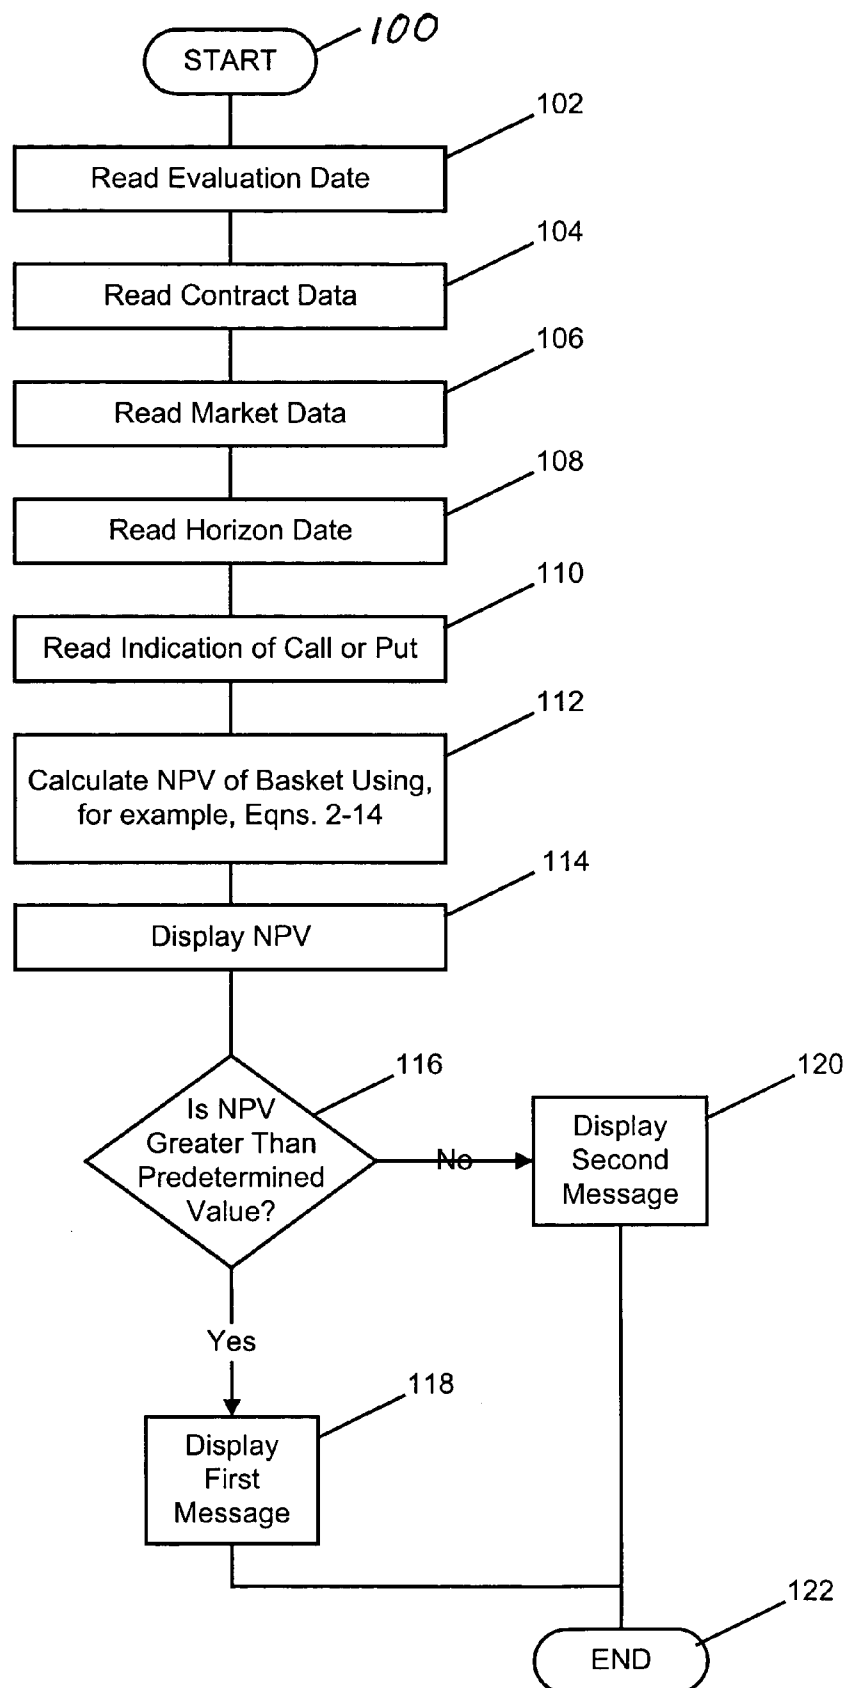 100
START
102
Read Evaluation Date
104
Read Contract Data
106
Read Market Data
108
Read Horizon Date
110
Read Indication of Call or Put
112
Calculate NPV of Basket Using,
for example, Eqns. 2-14
114
Display NPV
116
Is NPV
Greater Than
Predetermined
Value?
No
120
Display
Second
Message
Yes
118
Display
First
Message
122
END